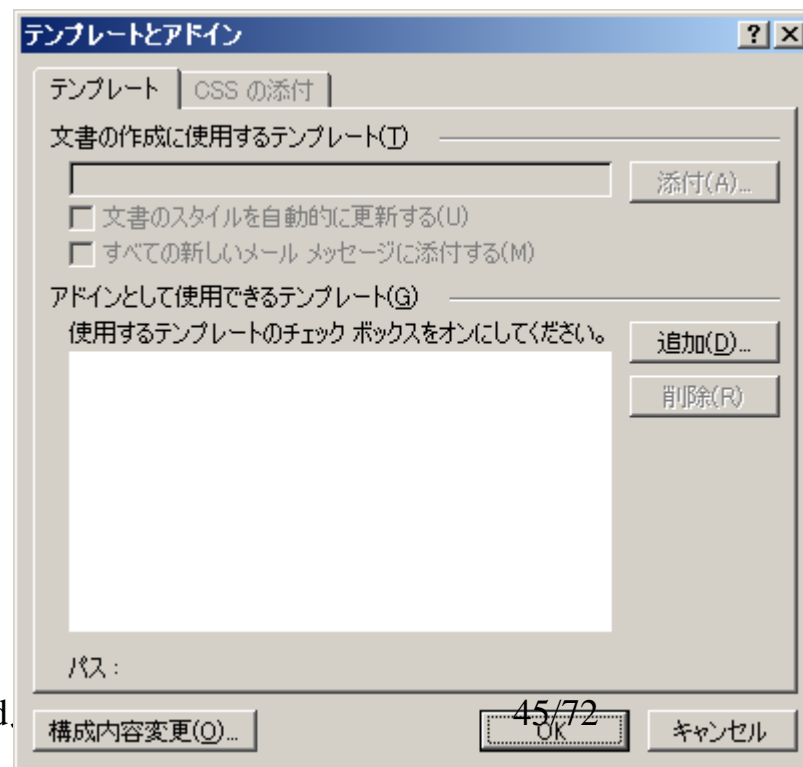 テンプレートとアドイン
テンプレート CSS の添付
文書の作成に使用するテンプレート(T)
添付(A)...
文書のスタイルを自動的に更新する(U)
すべての新しいメール メッセージに添付する(M)
アドインとして使用できるテンプレート(G)
使用するテンプレートのチェック ボックスをオンにしてください。
追加(D)...
削除(R)
パス :
構成内容変更(O)...
OK
45/72
キャンセル